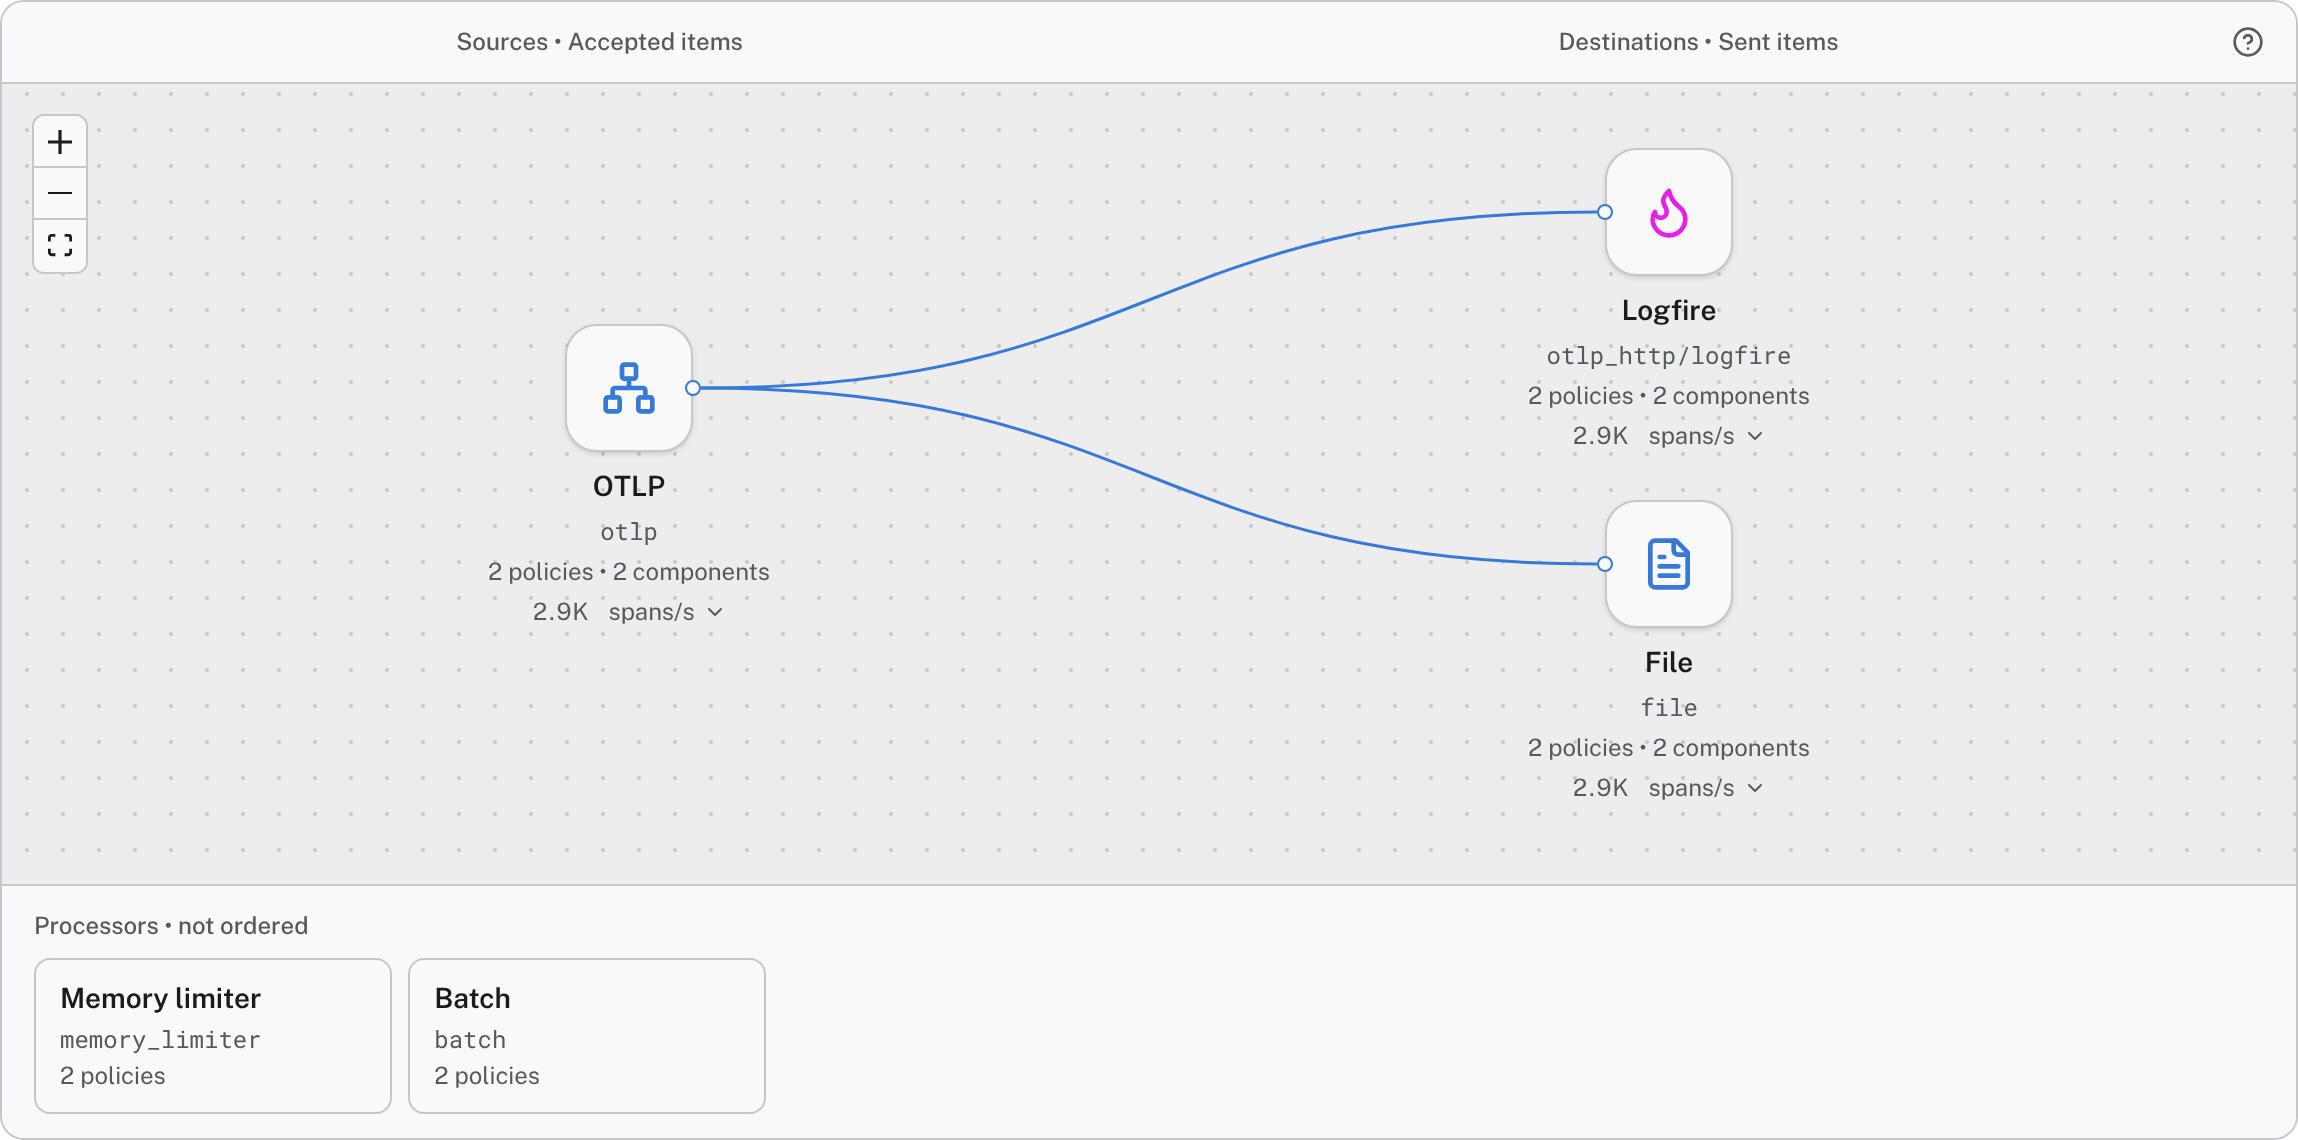 Sources • Accepted items
Destinations • Sent items
Logfire
otlp_http/logfire
2 policies • 2 components
2.9K spans/s
OTLP
otlp
2 policies • 2 components
2.9K spans/s
File
file
2 policies • 2 components
2.9K spans/s
Processors • not ordered
Memory limiter
memory_limiter
2 policies
Batch
batch
2 policies